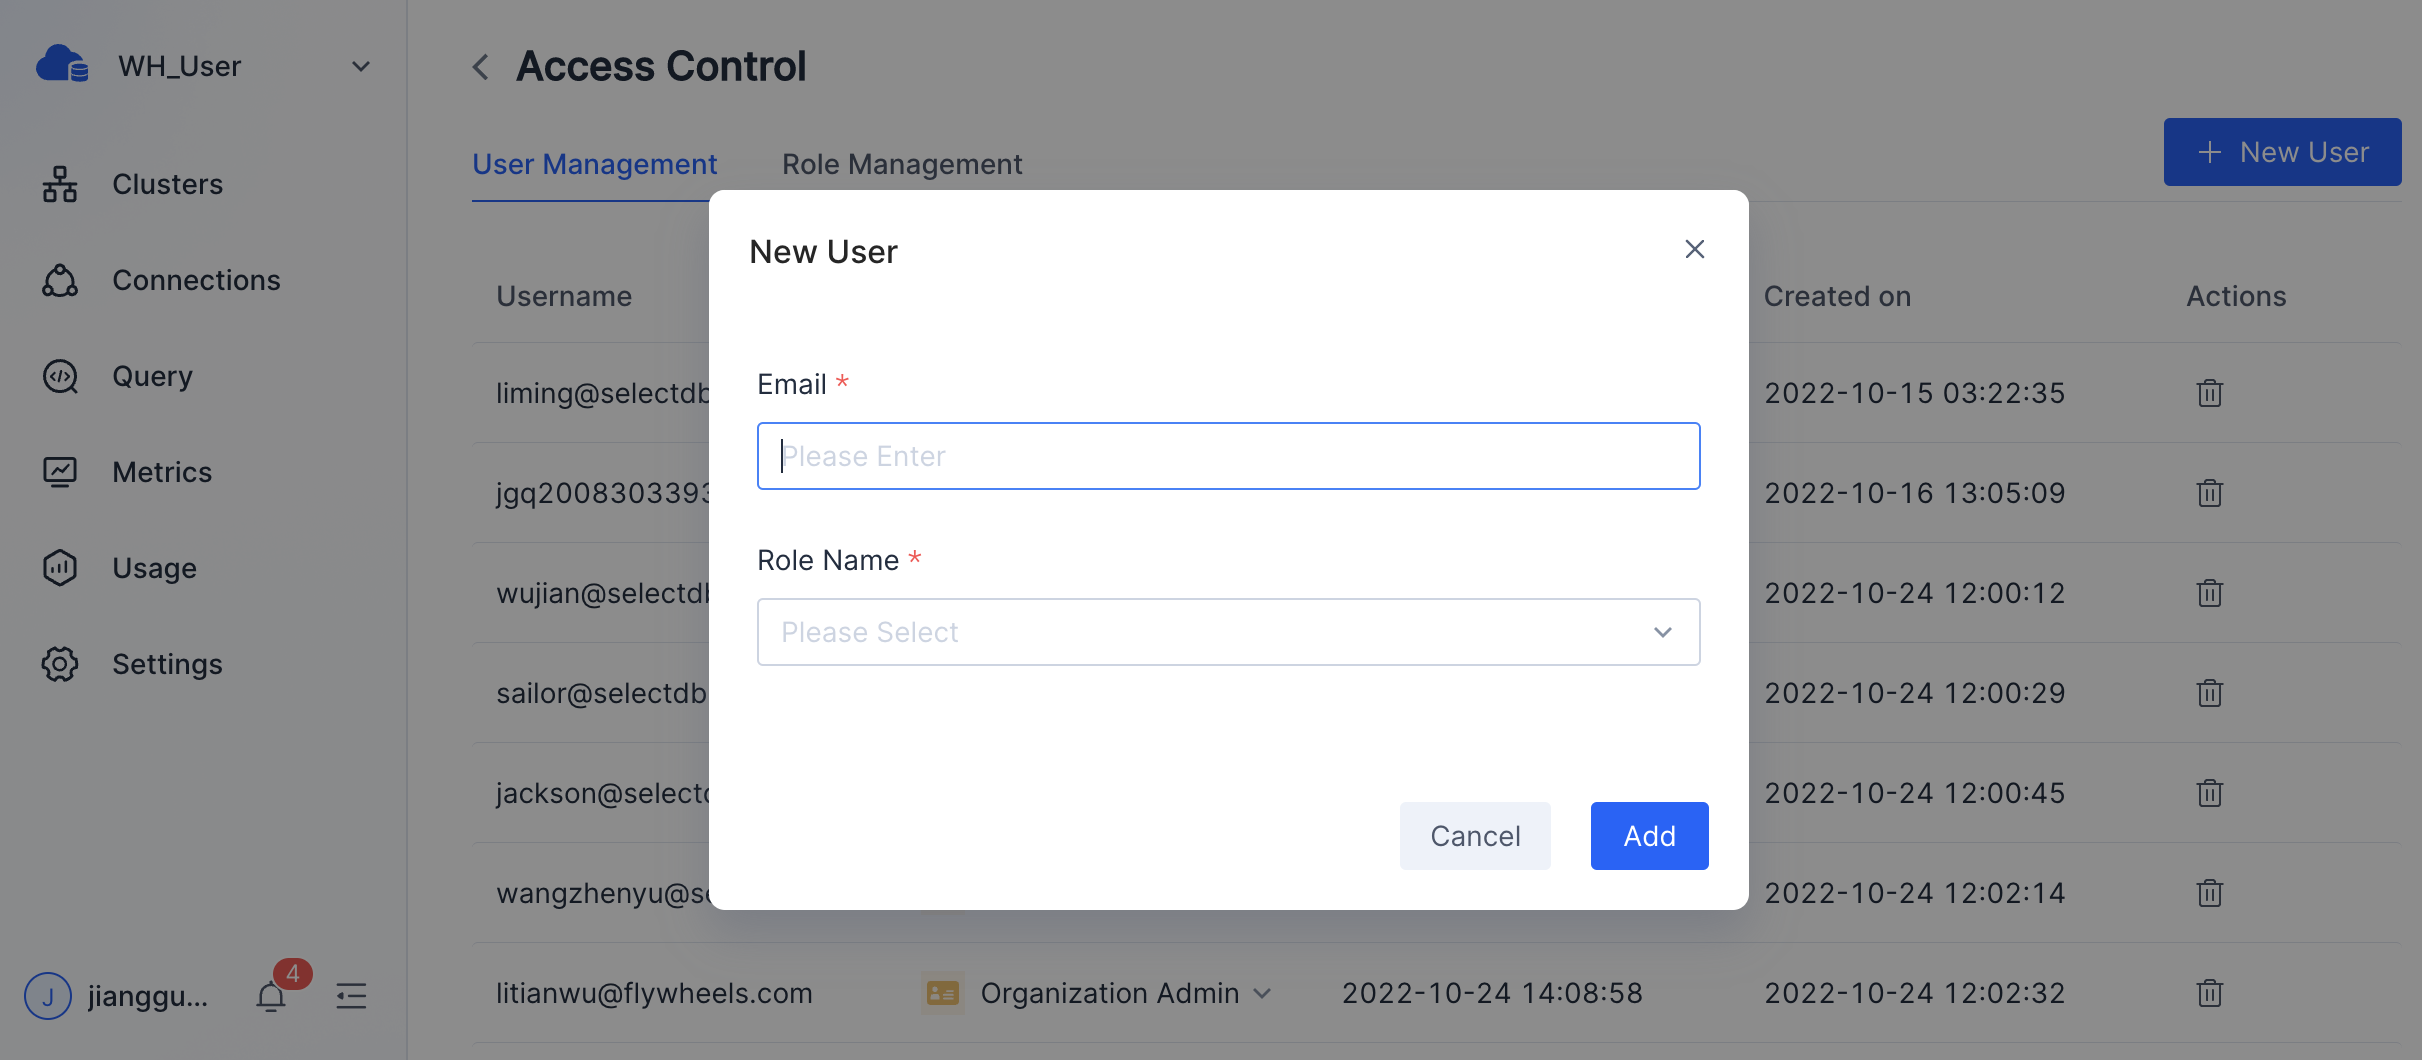 WH_User
Clusters
Connections
Query
Metrics
Usage
Settings
J jianggu...
4
Access Control
User Management Role Management
New User
Username Created on Actions
liming@selectdb 2022-10-15 03:22:35
jgq2008303393 2022-10-16 13:05:09
wujian@selectdb 2022-10-24 12:00:12
sailor@selectdb 2022-10-24 12:00:29
jackson@selectd 2022-10-24 12:00:45
wangzhenyu@se 2022-10-24 12:02:14
litianwu@flywheels.com Organization Admin 2022-10-24 14:08:58 2022-10-24 12:02:32
New User
Email *
Please Enter
Role Name *
Please Select
Cancel Add